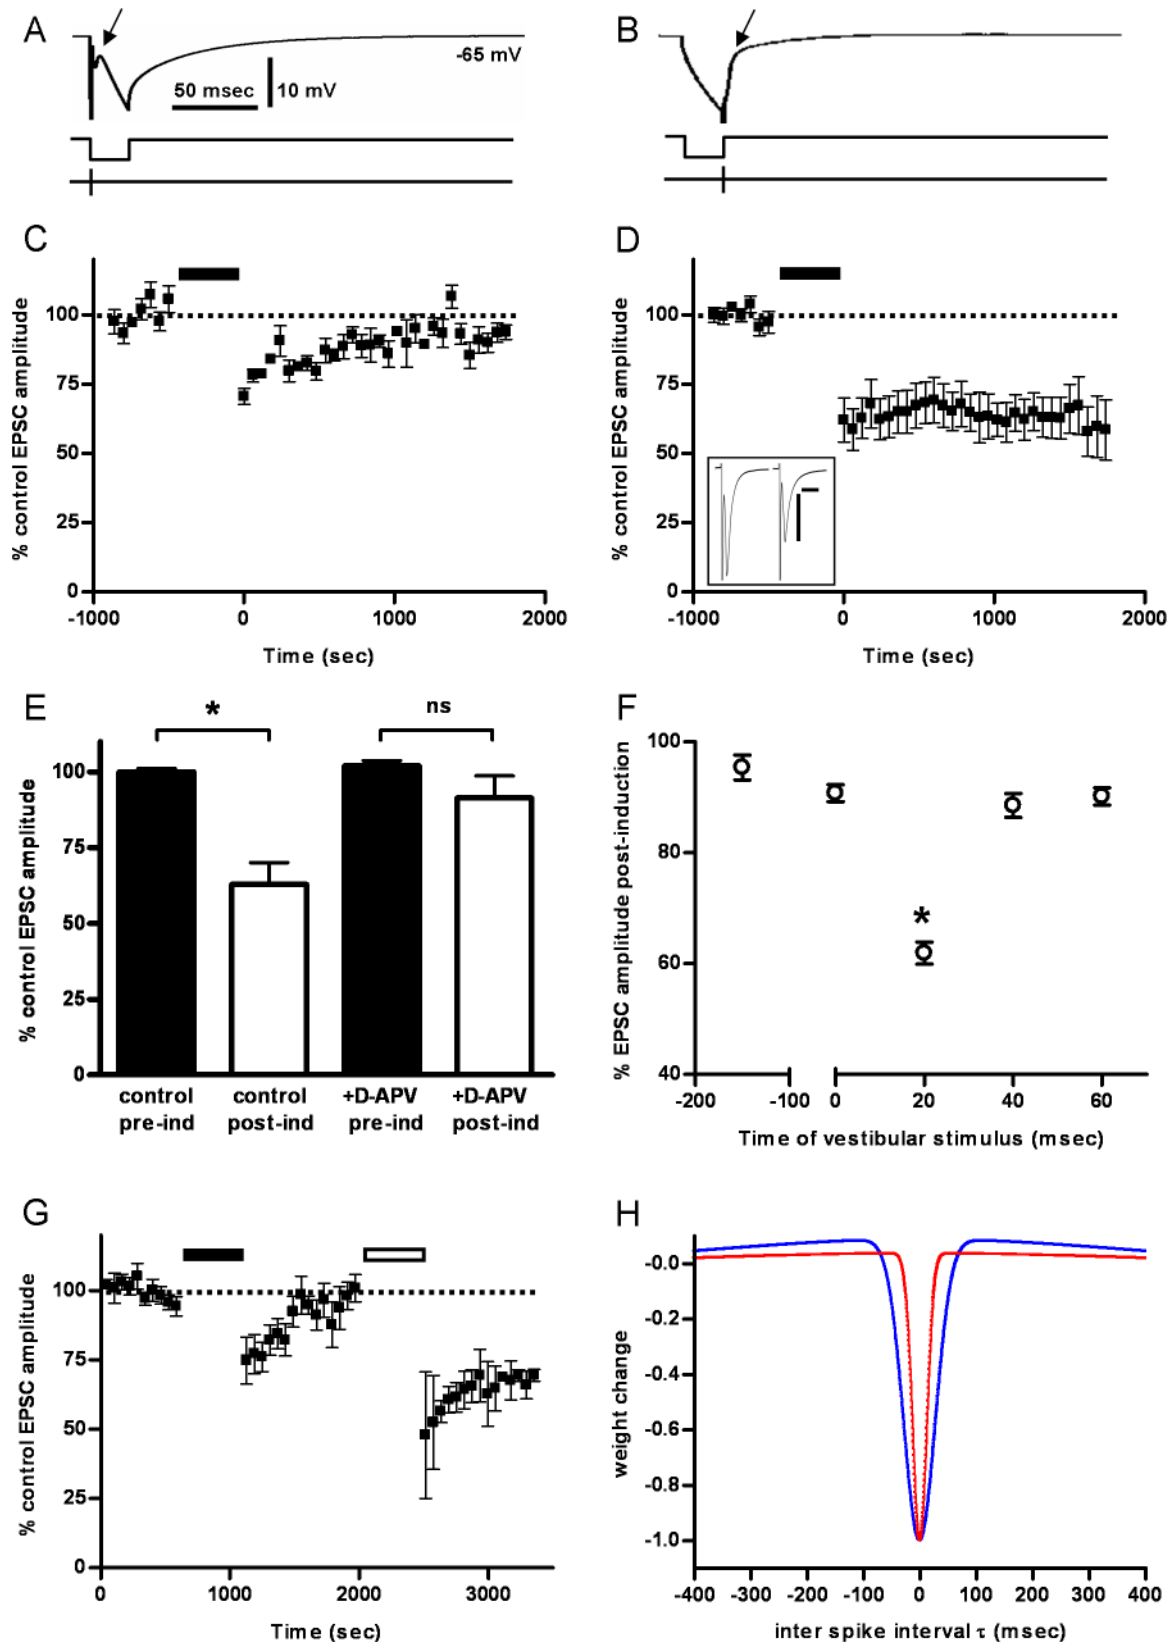 A
-65 mV
50 msec
10 mV
B
C
% control EPSC amplitude
100
75
50
25
0
-1000
0
1000
2000
Time (sec)
D
% control EPSC amplitude
100
75
50
25
0
-1000
0
1000
2000
Time (sec)
E
% control EPSC amplitude
100
75
50
25
0
*
ns
control
pre-ind
control
post-ind
+D-APV
pre-ind
+D-APV
post-ind
F
% EPSC amplitude post-induction
100
80
60
40
*
-200
-100
0
20
40
60
Time of vestibular stimulus (msec)
G
% control EPSC amplitude
100
75
50
25
0
0
1000
2000
3000
Time (sec)
H
weight change
-0.0
-0.2
-0.4
-0.6
-0.8
-1.0
-400
-300
-200
-100
0
100
200
300
400
inter spike interval τ (msec)